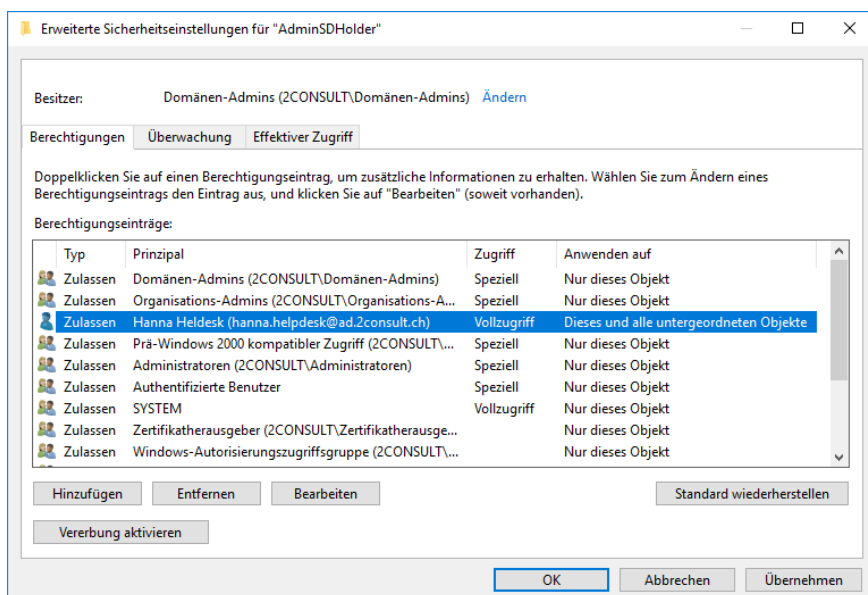 Erweiterte Sicherheitseinstellungen für "AdminSDHolder"
Besitzer: Domänen-Admins (2CONSULT\Domänen-Admins) Ändern
Berechtigungen Überwachung Effektiver Zugriff
Doppelklicken Sie auf einen Berechtigungseintrag, um zusätzliche Informationen zu erhalten. Wählen Sie zum Ändern eines
Berechtigungseintrags den Eintrag aus, und klicken Sie auf "Bearbeiten" (soweit vorhanden).
Berechtigungseinträge:
Typ Prinzipal Zugriff Anwenden auf
Zulassen Domänen-Admins (2CONSULT\Domänen-Admins) Speziell Nur dieses Objekt
Zulassen Organisations-Admins (2CONSULT\Organisations-A... Speziell Nur dieses Objekt
Zulassen Hanna Heldesk (hanna.helpdesk@ad.2consult.ch) Vollzugriff Dieses und alle untergeordneten Objekte
Zulassen Prä-Windows 2000 kompatibler Zugriff (2CONSULT\... Speziell Nur dieses Objekt
Zulassen Administratoren (2CONSULT\Administratoren) Speziell Nur dieses Objekt
Zulassen Authentifizierte Benutzer Speziell Nur dieses Objekt
Zulassen SYSTEM Vollzugriff Nur dieses Objekt
Zulassen Zertifikatherausgeber (2CONSULT\Zertifikatherausge... Nur dieses Objekt
Zulassen Windows-Autorisierungszugriffsgruppe (2CONSULT\... Nur dieses Objekt
Hinzufügen Entfernen Bearbeiten Standard wiederherstellen
Vererbung aktivieren
OK Abbrechen Übernehmen